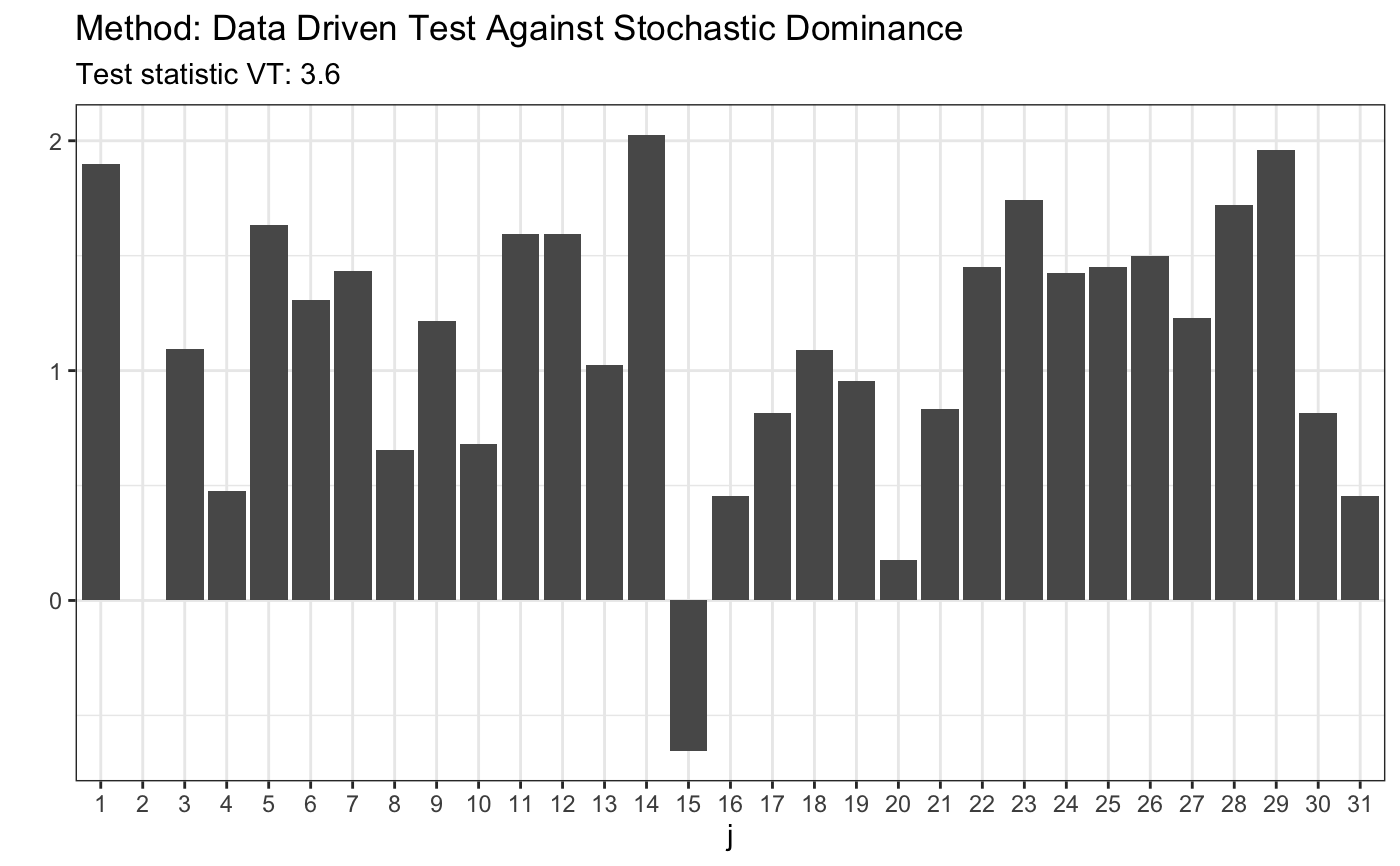 Method: Data Driven Test Against Stochastic Dominance
Test statistic VT: 3.6
2
1
0
1 2 3 4 5 6 7 8 9 10 11 12 13 14 15 16 17 18 19 20 21 22 23 24 25 26 27 28 29 30 31
j